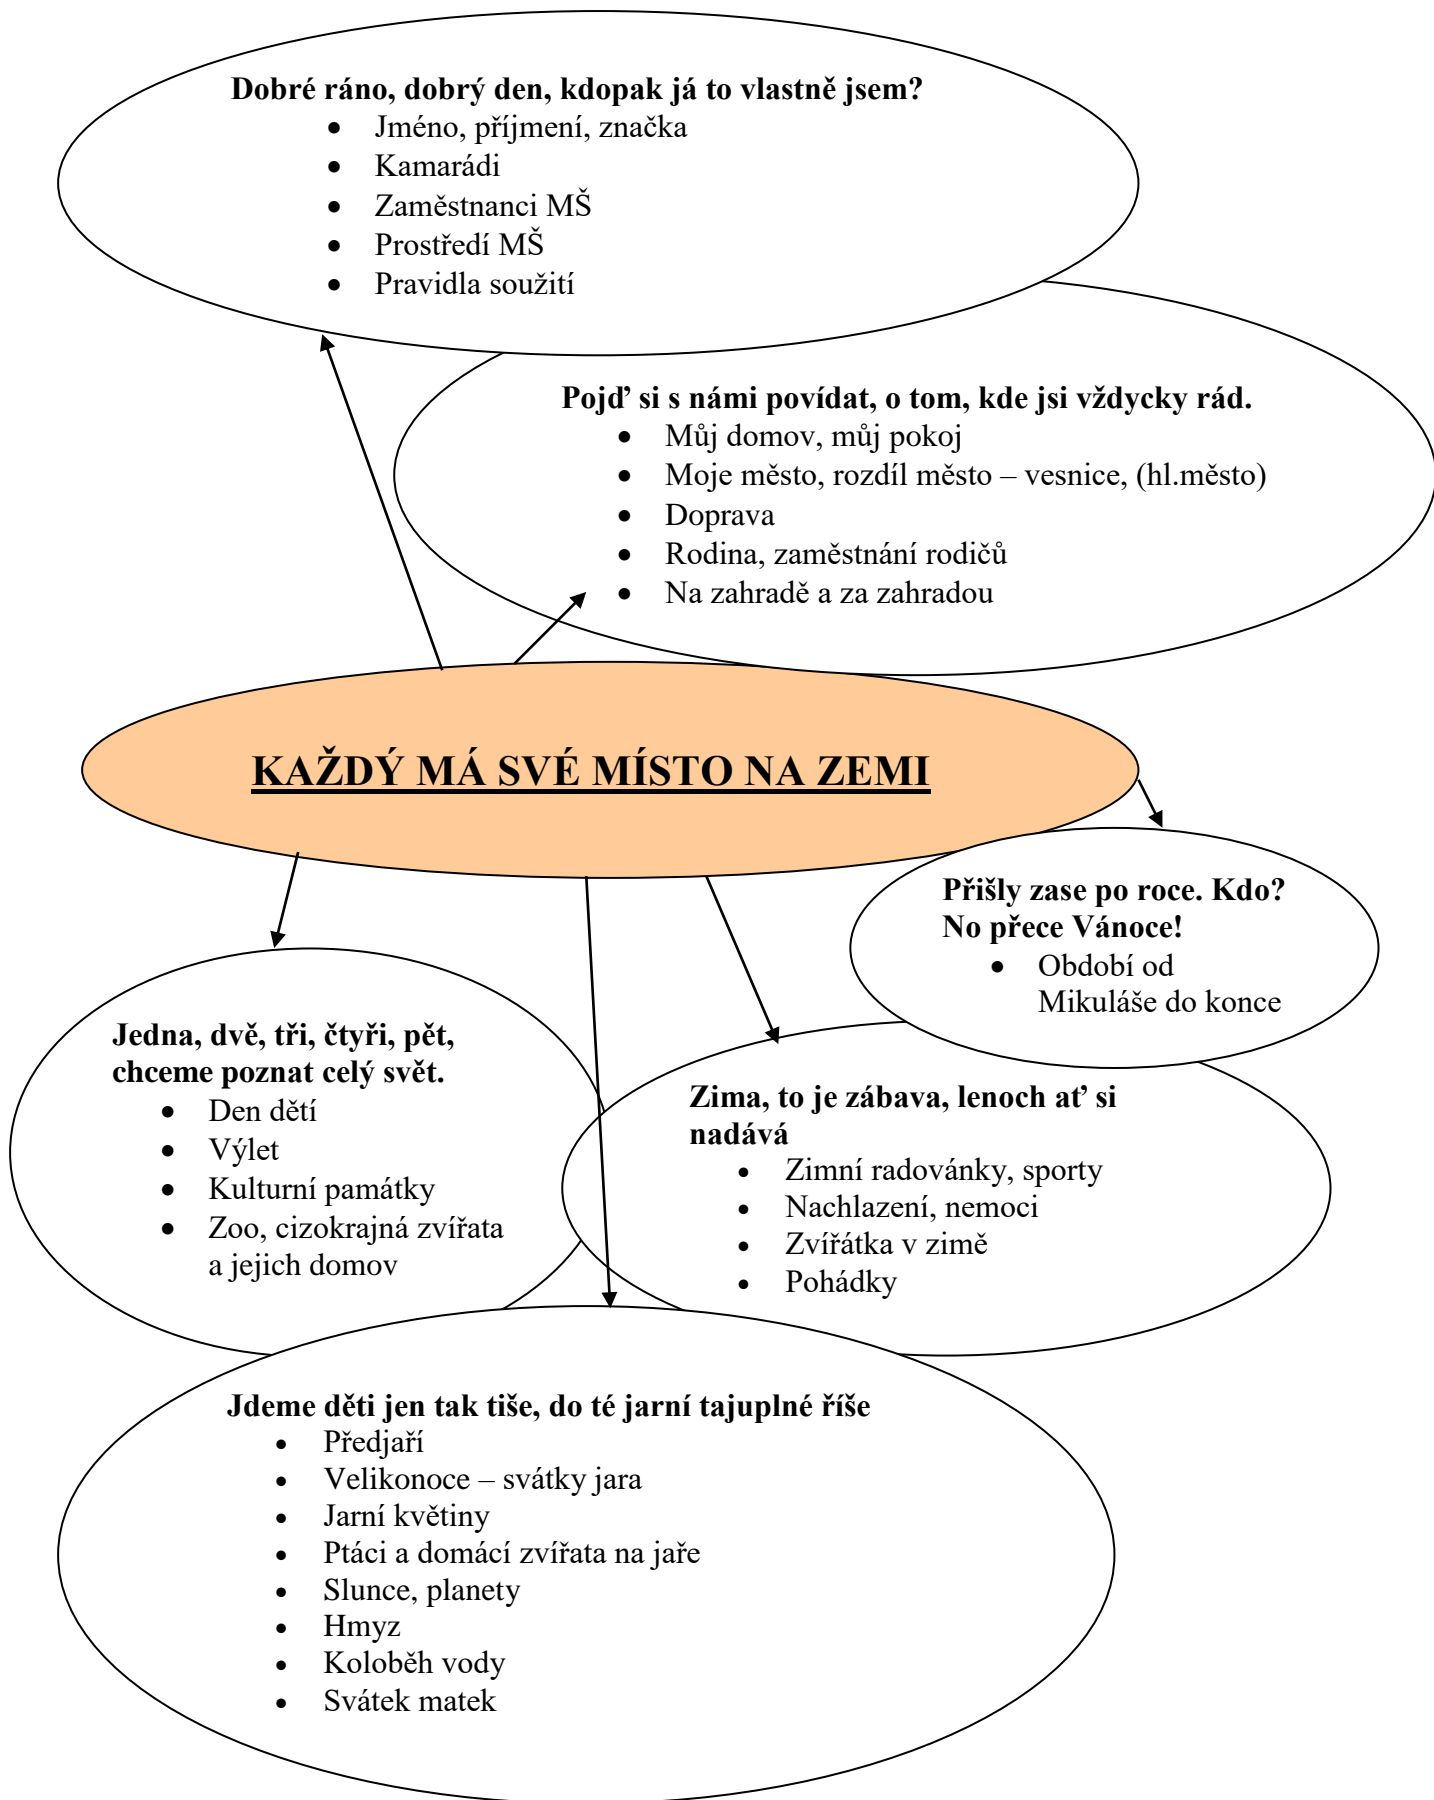 Dobré ráno, dobrý den, kdopak já to vlastně jsem?
• Jméno, příjmení, značka
• Kamarádi
• Zaměstnanci MŠ
• Prostředí MŠ
• Pravidla soužití
Pojď si s námi povídat, o tom, kde jsi vždycky rád.
• Můj domov, můj pokoj
• Moje město, rozdíl město – vesnice, (hl.město)
• Doprava
• Rodina, zaměstnání rodičů
• Na zahradě a za zahradou
KAŽDÝ MÁ SVÉ MÍSTO NA ZEMI
Přišly zase po roce. Kdo?
No přece Vánoce!
• Období od
Mikuláše do konce
Jedna, dvě, tři, čtyři, pět,
chceme poznat celý svět.
• Den dětí
• Výlet
• Kulturní památky
• Zoo, cizokrajná zvířata
a jejich domov
Zima, to je zábava, lenoch ať si
nadává
• Zimní radovánky, sporty
• Nachlazení, nemoci
• Zvířátka v zimě
• Pohádky
Jdeme děti jen tak tiše, do té jarní tajuplné říše
• Předjaří
• Velikonoce – svátky jara
• Jarní květiny
• Ptáci a domácí zvířata na jaře
• Slunce, planety
• Hmyz
• Koloběh vody
• Svátek matek